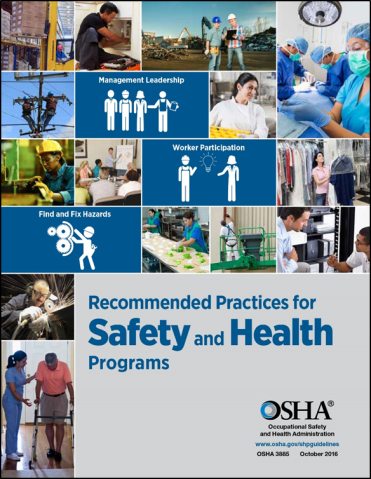 Management Leadership
Worker Participation
Find and Fix Hazards
Recommended Practices for
Safety and Health
Programs
OSHA®
Occupational Safety
and Health Administration
www.osha.gov/shpguidelines
OSHA 3885 October 2016